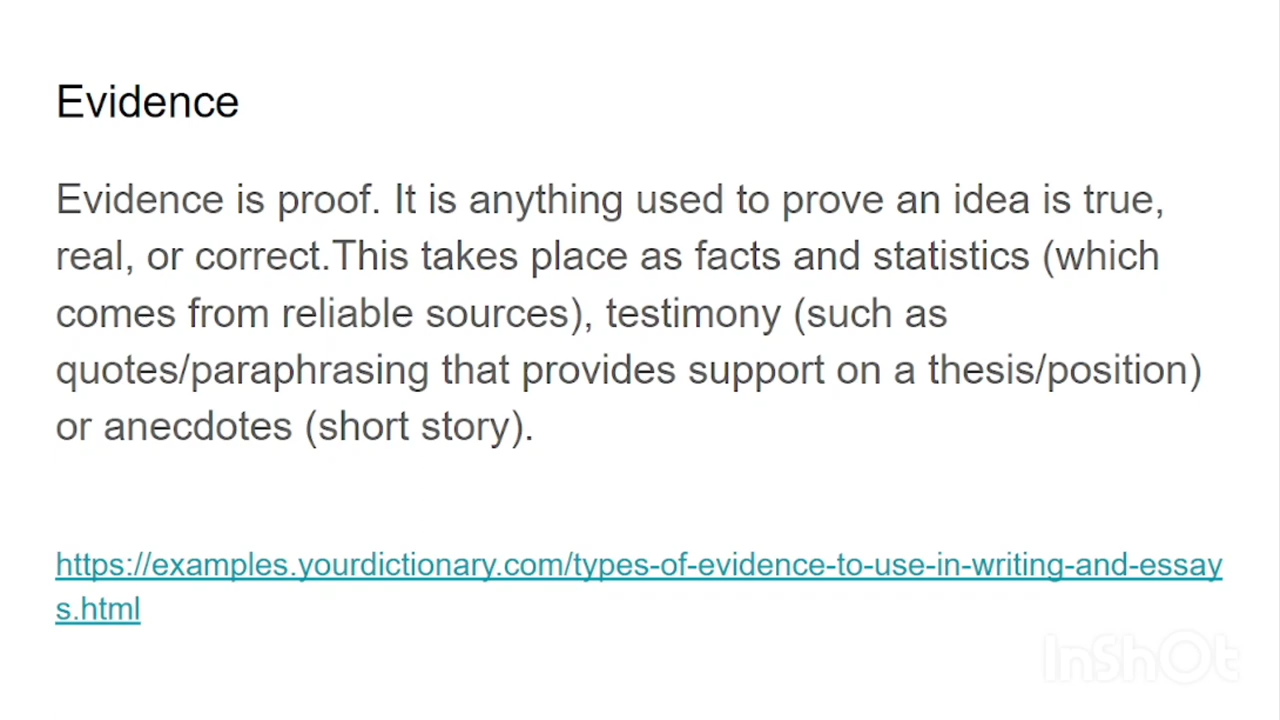 Evidence
Evidence is proof. It is anything used to prove an idea is true,
real, or correct.This takes place as facts and statistics (which
comes from reliable sources), testimony (such as
quotes/paraphrasing that provides support on a thesis/position)
or anecdotes (short story).
https://examples.yourdictionary.com/types-of-evidence-to-use-in-writing-and-essay
s.html
InShOt